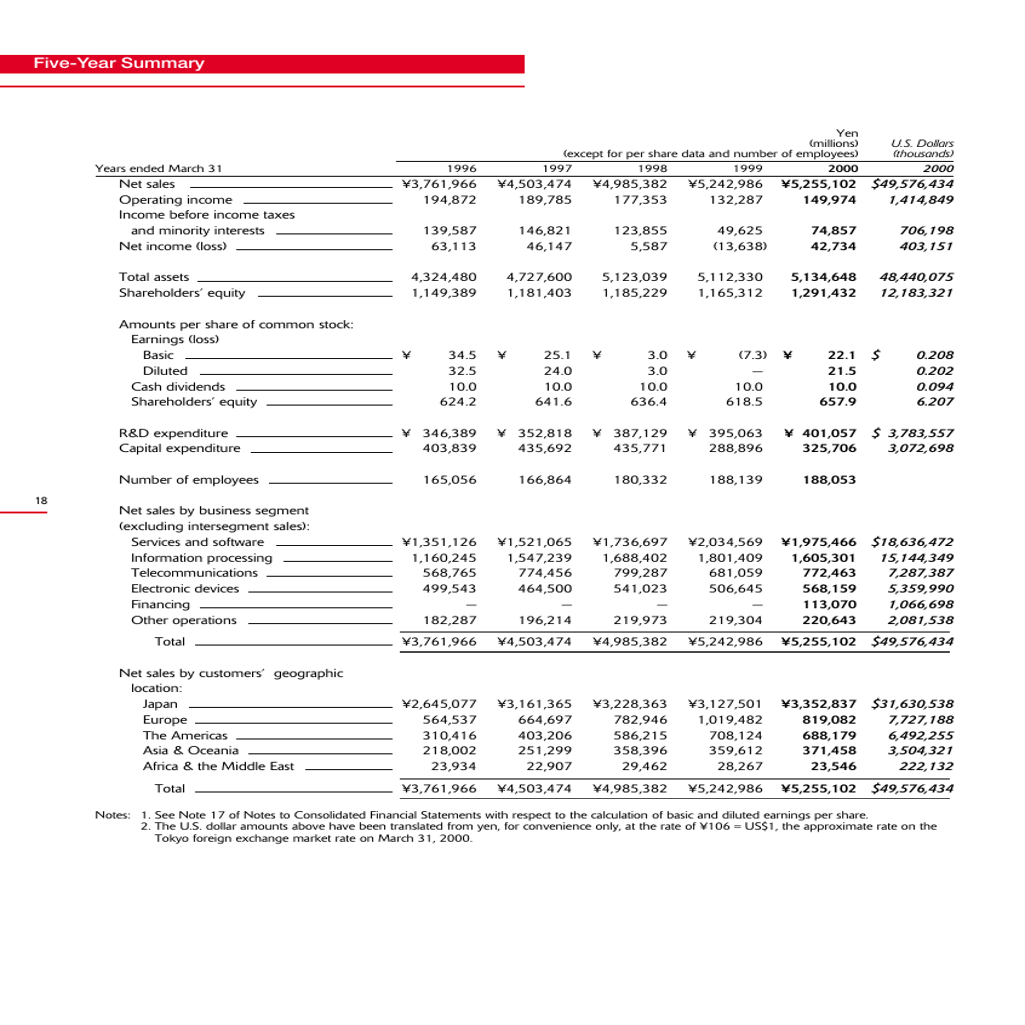 Five-Year Summary
Yen
(millions) U.S. Dollars
(except for per share data and number of employees) (thousands)
Years ended March 31 1996 1997 1998 1999 2000 2000
Net sales ¥3,761,966 ¥4,503,474 ¥4,985,382 ¥5,242,986 ¥5,255,102 $49,576,434
Operating income 194,872 189,785 177,353 132,287 149,974 1,414,849
Income before income taxes
and minority interests 139,587 146,821 123,855 49,625 74,857 706,198
Net income (loss) 63,113 46,147 5,587 (13,638) 42,734 403,151
Total assets 4,324,480 4,727,600 5,123,039 5,112,330 5,134,648 48,440,075
Shareholders' equity 1,149,389 1,181,403 1,185,229 1,165,312 1,291,432 12,183,321
Amounts per share of common stock:
Earnings (loss)
Basic ¥ 34.5 ¥ 25.1 ¥ 3.0 ¥ (7.3) ¥ 22.1 $ 0.208
Diluted 32.5 24.0 3.0 — 21.5 0.202
Cash dividends 10.0 10.0 10.0 10.0 10.0 0.094
Shareholders' equity 624.2 641.6 636.4 618.5 657.9 6.207
R&D expenditure ¥ 346,389 ¥ 352,818 ¥ 387,129 ¥ 395,063 ¥ 401,057 $ 3,783,557
Capital expenditure 403,839 435,692 435,771 288,896 325,706 3,072,698
Number of employees 165,056 166,864 180,332 188,139 188,053
18
Net sales by business segment
(excluding intersegment sales):
Services and software ¥1,351,126 ¥1,521,065 ¥1,736,697 ¥2,034,569 ¥1,975,466 $18,636,472
Information processing 1,160,245 1,547,239 1,688,402 1,801,409 1,605,301 15,144,349
Telecommunications 568,765 774,456 799,287 681,059 772,463 7,287,387
Electronic devices 499,543 464,500 541,023 506,645 568,159 5,359,990
Financing — — — — 113,070 1,066,698
Other operations 182,287 196,214 219,973 219,304 220,643 2,081,538
Total ¥3,761,966 ¥4,503,474 ¥4,985,382 ¥5,242,986 ¥5,255,102 $49,576,434
Net sales by customers' geographic
location:
Japan ¥2,645,077 ¥3,161,365 ¥3,228,363 ¥3,127,501 ¥3,352,837 $31,630,538
Europe 564,537 664,697 782,946 1,019,482 819,082 7,727,188
The Americas 310,416 403,206 586,215 708,124 688,179 6,492,255
Asia & Oceania 218,002 251,299 358,396 359,612 371,458 3,504,321
Africa & the Middle East 23,934 22,907 29,462 28,267 23,546 222,132
Total ¥3,761,966 ¥4,503,474 ¥4,985,382 ¥5,242,986 ¥5,255,102 $49,576,434
Notes: 1. See Note 17 of Notes to Consolidated Financial Statements with respect to the calculation of basic and diluted earnings per share.
2. The U.S. dollar amounts above have been translated from yen, for convenience only, at the rate of ¥106 = US$1, the approximate rate on the
Tokyo foreign exchange market rate on March 31, 2000.